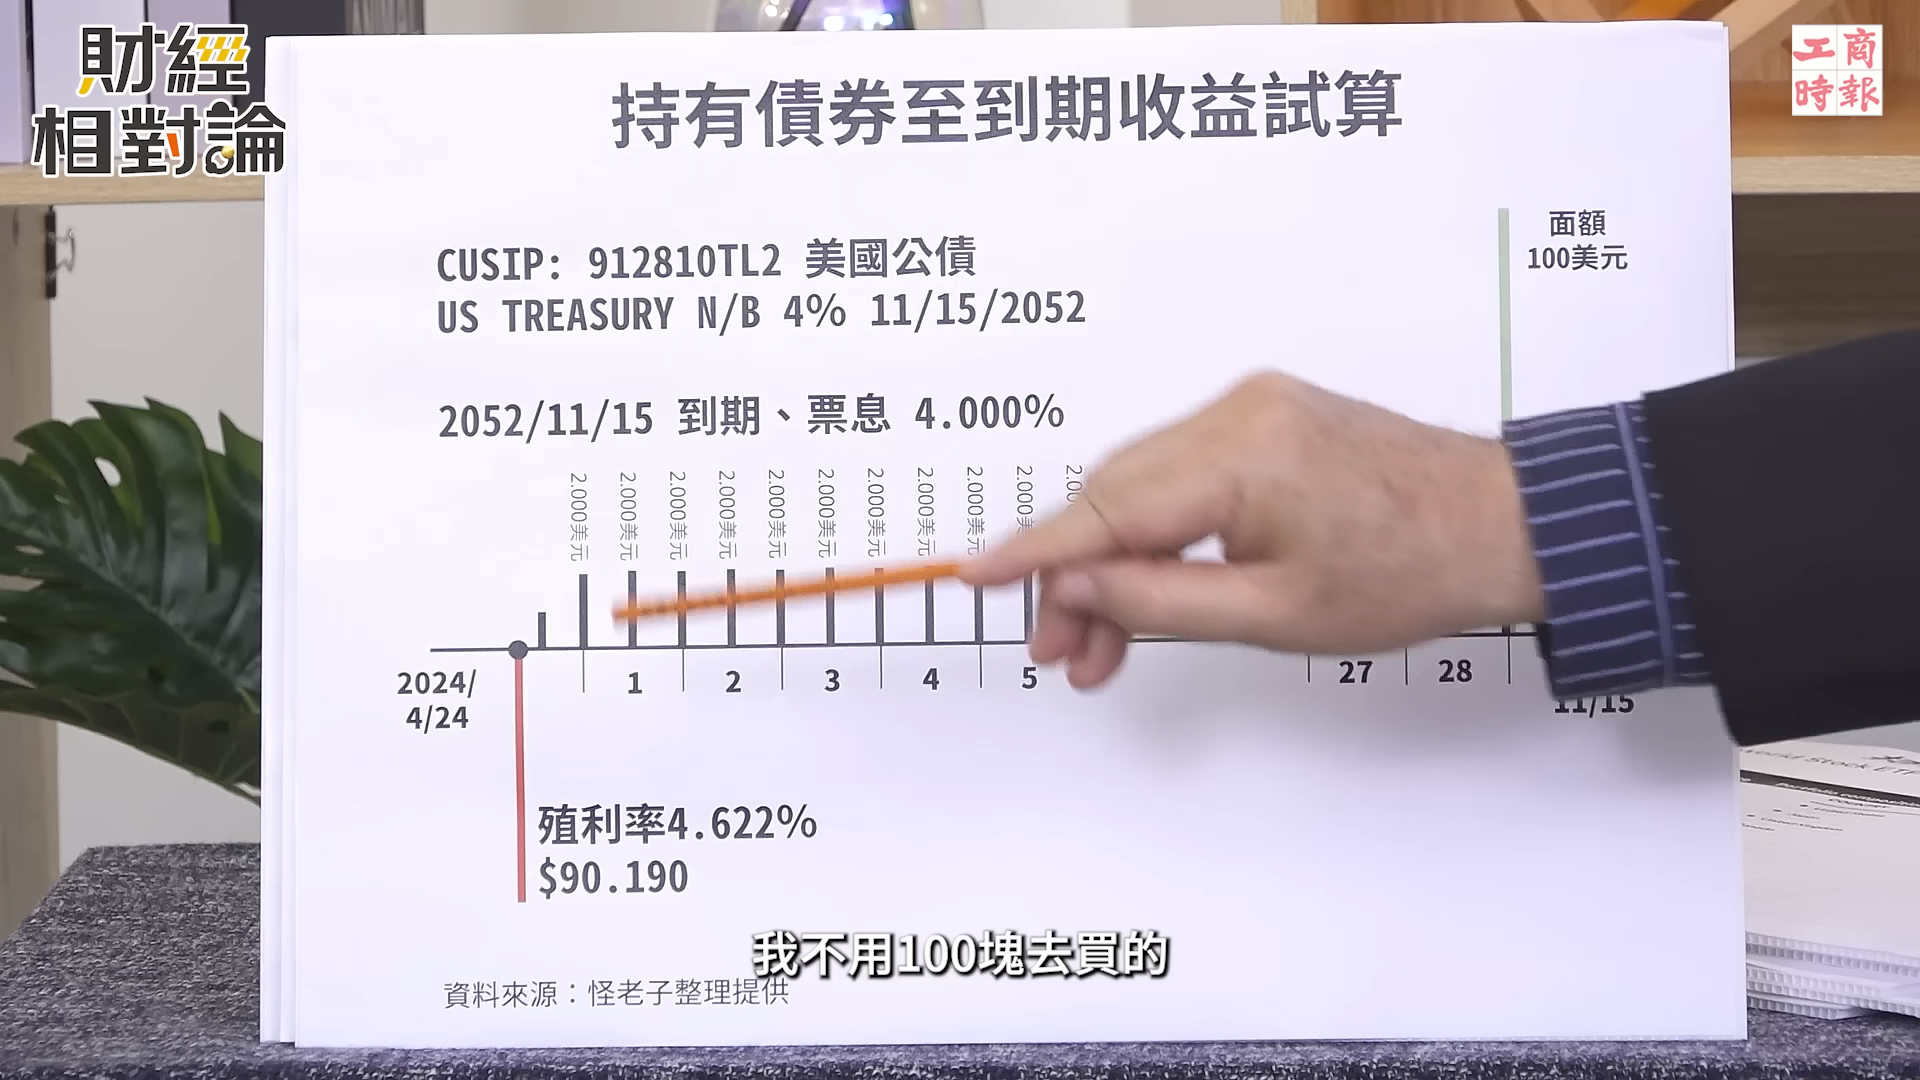 財經
相對論
工商
時報
持有債券至到期收益試算
面額
100美元
CUSIP: 912810TL2 美國公債
US TREASURY N/B 4% 11/15/2052
2052/11/15 到期、票息 4.000%
2.000美元 2.000美元 2.000美元 2.000美元 2.000美元 2.000美元 2.000美元 2.000美元 2.000美元 2.000美
2024/
4/24
1 2 3 4 5 27 28
11/15
殖利率4.622%
$90.190
我不用100塊去買的
資料來源：怪老子整理提供